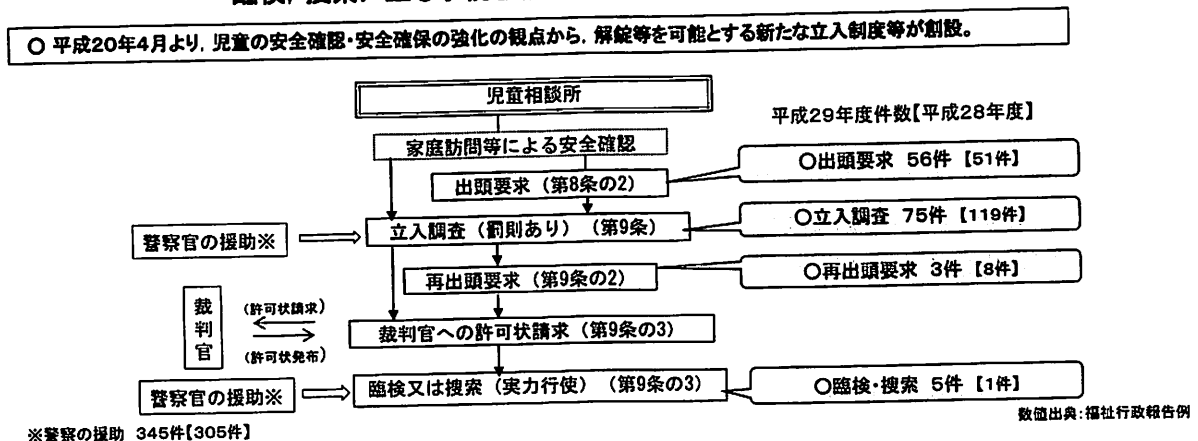 ○ 平成20年4月より，児童の安全確認・安全確保の強化の観点から，解錠等を可能とする新たな立入制度等が創設。
児童相談所
平成29年度件数【平成28年度】
家庭訪問等による安全確認
○出頭要求 56件 【51件】
出頭要求（第8条の2）
○立入調査 75件 【119件】
立入調査（罰則あり）（第9条）
警察官の援助※
○再出頭要求 3件 【8件】
再出頭要求（第9条の2）
裁判官
(許可状請求)
(許可状発布)
裁判官への許可状請求（第9条の3）
臨検又は捜索（実力行使）（第9条の3）
○臨検・捜索 5件 【1件】
警察官の援助※
数値出典：福祉行政報告例
※警察の援助 345件【305件】